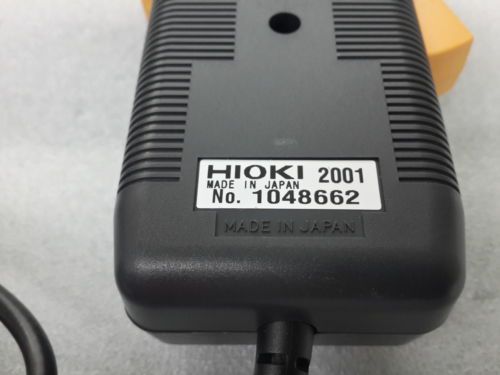 HIOKI 2001
MADE IN JAPAN
No. 1048662
MADE IN JAPAN